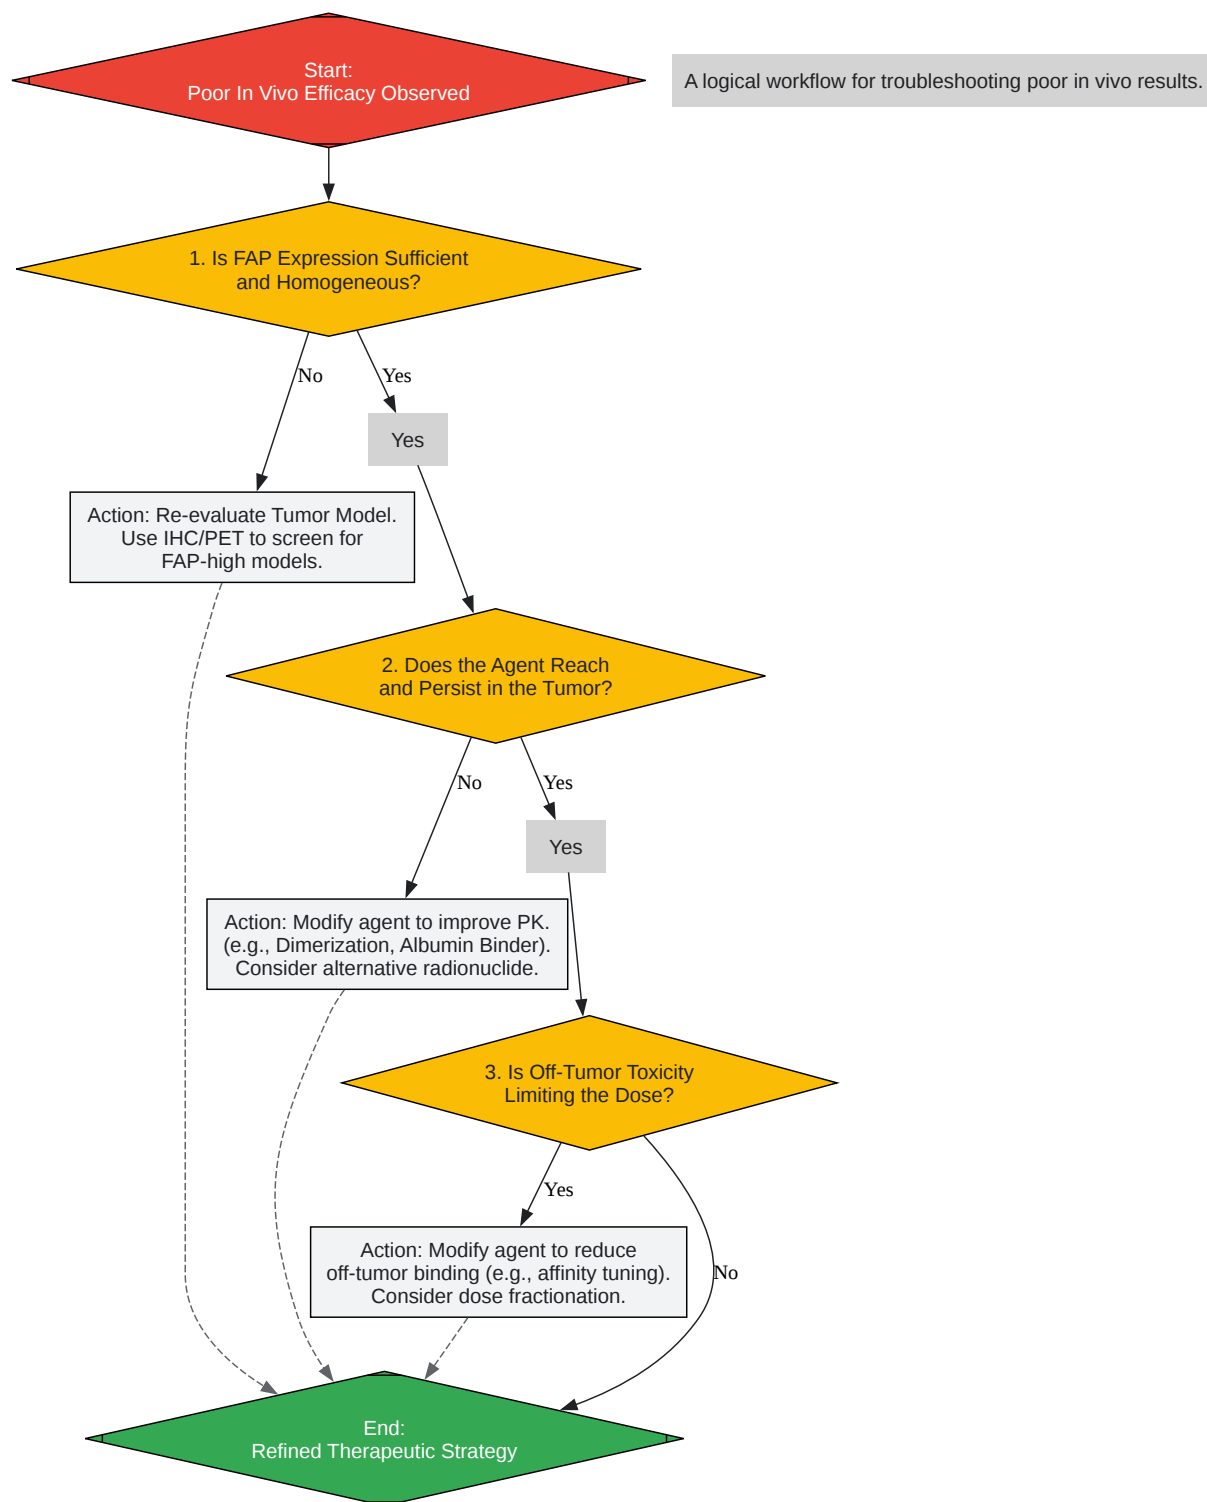 Start:
Poor In Vivo Efficacy Observed
A logical workflow for troubleshooting poor in vivo results.
1. Is FAP Expression Sufficient
and Homogeneous?
No
Yes
Yes
Action: Re-evaluate Tumor Model.
Use IHC/PET to screen for
FAP-high models.
2. Does the Agent Reach
and Persist in the Tumor?
No
Yes
Yes
Action: Modify agent to improve PK.
(e.g., Dimerization, Albumin Binder).
Consider alternative radionuclide.
3. Is Off-Tumor Toxicity
Limiting the Dose?
Yes
Action: Modify agent to reduce
off-tumor binding (e.g., affinity tuning).
Consider dose fractionation.
No
End:
Refined Therapeutic Strategy